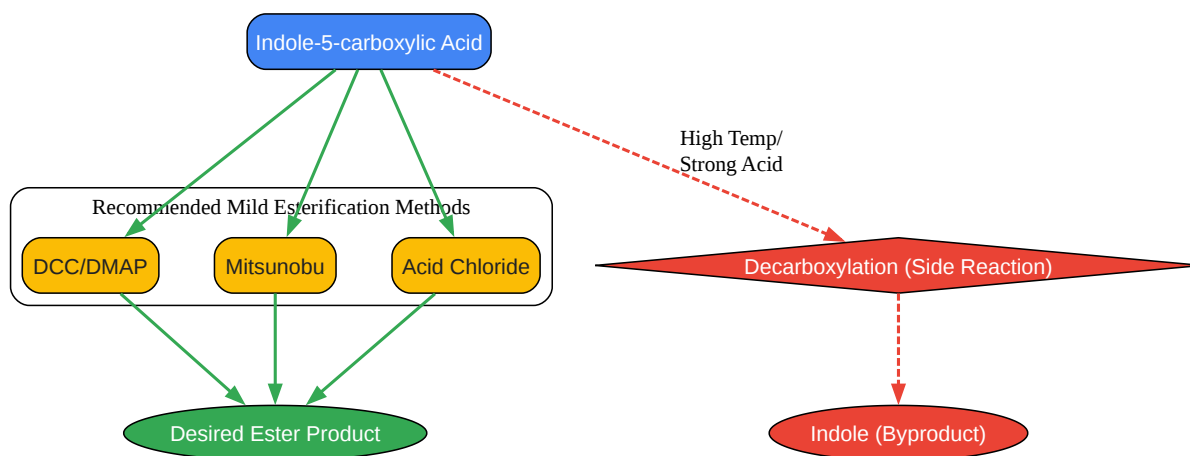 Indole-5-carboxylic Acid
High Temp/
Strong Acid
Recommended Mild Esterification Methods
DCC/DMAP
Mitsunobu
Acid Chloride
Decarboxylation (Side Reaction)
Desired Ester Product
Indole (Byproduct)